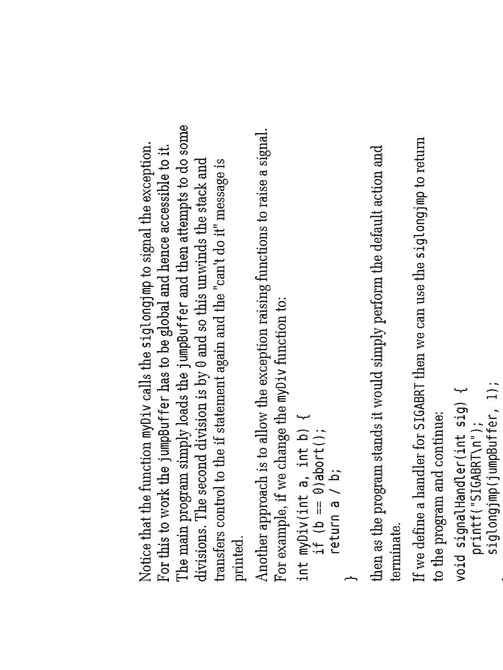 Notice that the function myDiv calls the siglongjmp to signal the exception.
For this to work the jumpBuffer has to be global and hence accessible to it.
The main program simply loads the jumpBuffer and then attempts to do some
divisions. The second division is by 0 and so this unwinds the stack and
transfers control to the if statement again and the "can't do it" message is
printed.
Another approach is to allow the exception raising functions to raise a signal.
For example, if we change the myDiv function to:
int myDiv(int a, int b) {
if (b == 0)abort();
return a / b;
}
then as the program stands it would simply perform the default action and
terminate.
If we define a handler for SIGABRT then we can use the siglongjmp to return
to the program and continue:
void signalHandler(int sig) {
printf("SIGABRT\n");
siglongjmp(jumpBuffer, 1);